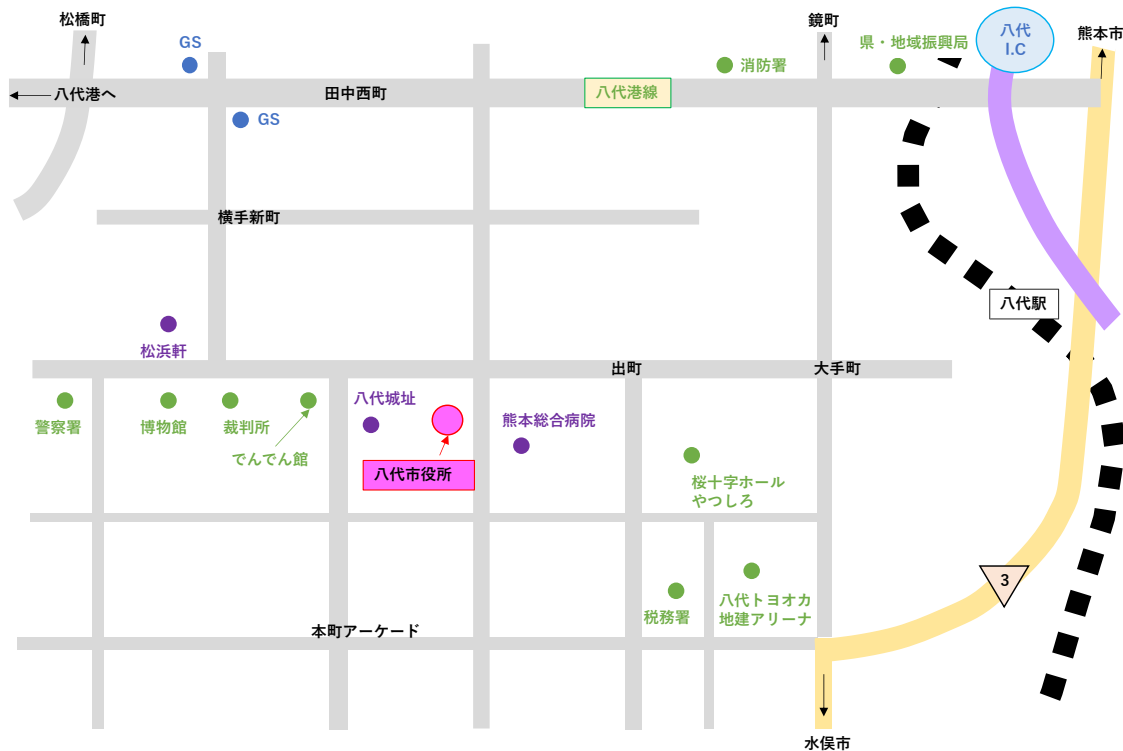 松橋町
鏡町
八代
I.C
熊本市
GS
県・地域振興局
消防署
八代港へ
田中西町
八代港線
GS
横手新町
八代駅
松浜軒
出町
大手町
八代城址
熊本総合病院
警察署
博物館
裁判所
でんでん館
八代市役所
桜十字ホール
やつしろ
3
八代トヨオカ
地建アリーナ
税務署
本町アーケード
水俣市